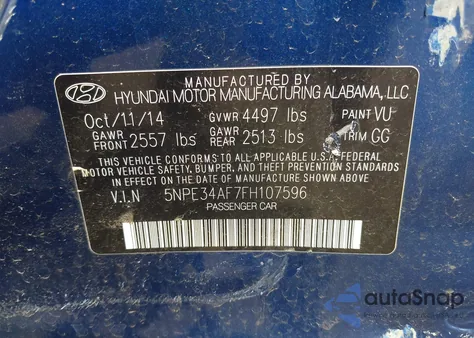 MANUFACTURED BY
HYUNDAI MOTOR MANUFACTURING ALABAMA, LLC
Oct/11/14 GVWR 4497 lbs PAINT VU
GAWR FRONT 2557 lbs GAWR REAR 2513 lbs TRIM GG
THIS VEHICLE CONFORMS TO ALL APPLICABLE U.S.A. FEDERAL
MOTOR VEHICLE SAFETY, BUMPER, AND THEFT PREVENTION STANDARDS
IN EFFECT ON THE DATE OF MANUFACTURE SHOWN ABOVE.
V.I.N 5NPE34AF7FH107596
PASSENGER CAR
autoSnap